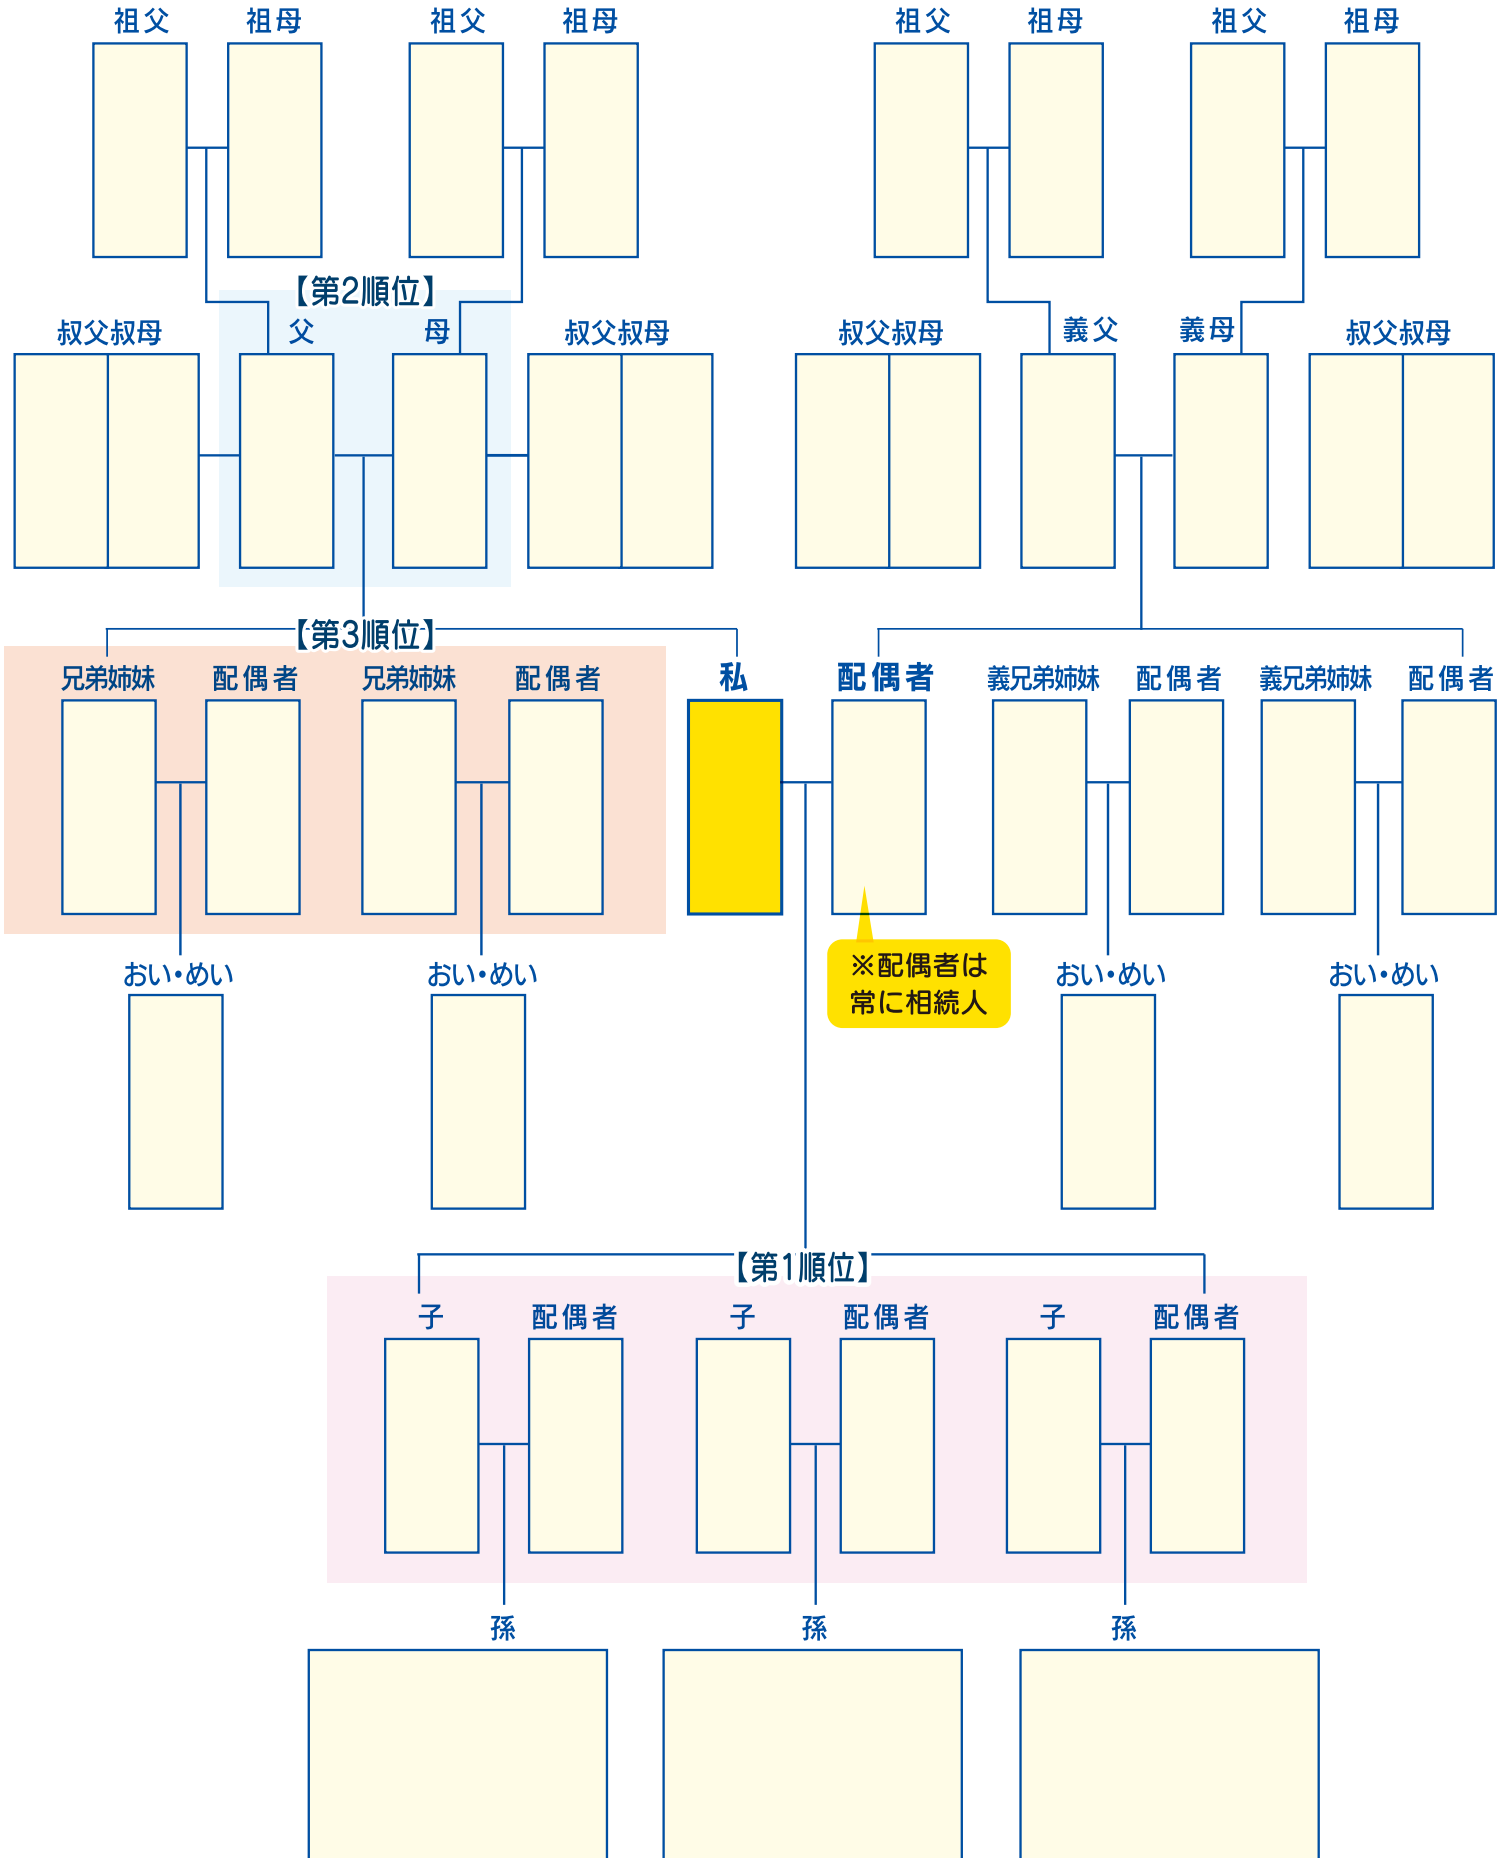 祖父 祖母 祖父 祖母 祖父 祖母 祖父 祖母
【第2順位】
叔父叔母 父 母 叔父叔母 叔父叔母 義父 義母 叔父叔母
【第3順位】
兄弟姉妹 配偶者 兄弟姉妹 配偶者 私 配偶者 義兄弟姉妹 配偶者 義兄弟姉妹 配偶者
※配偶者は
常に相続人
おい・めい おい・めい おい・めい おい・めい
【第1順位】
子 配偶者 子 配偶者 子 配偶者
孫 孫 孫